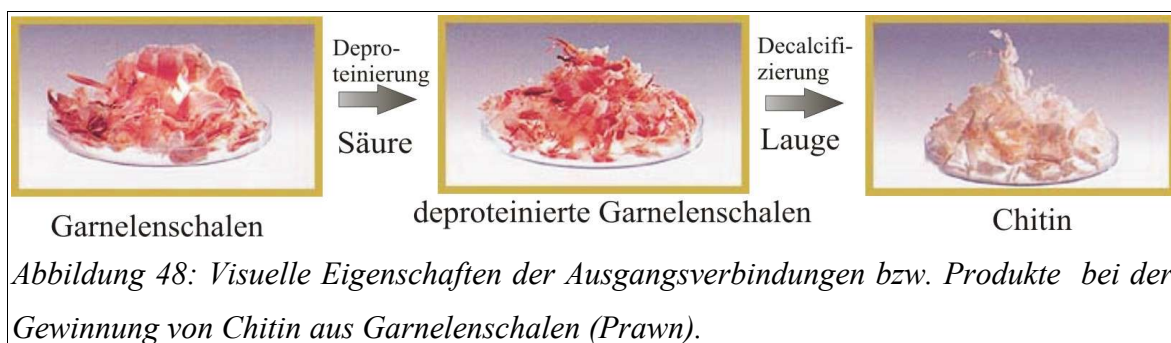 Depro-
teinierung
Säure
Decalcifi-
zierung
Lauge
Garnelenschalen
deproteinierte Garnelenschalen
Chitin
Abbildung 48: Visuelle Eigenschaften der Ausgangsverbindungen bzw. Produkte bei der
Gewinnung von Chitin aus Garnelenschalen (Prawn).